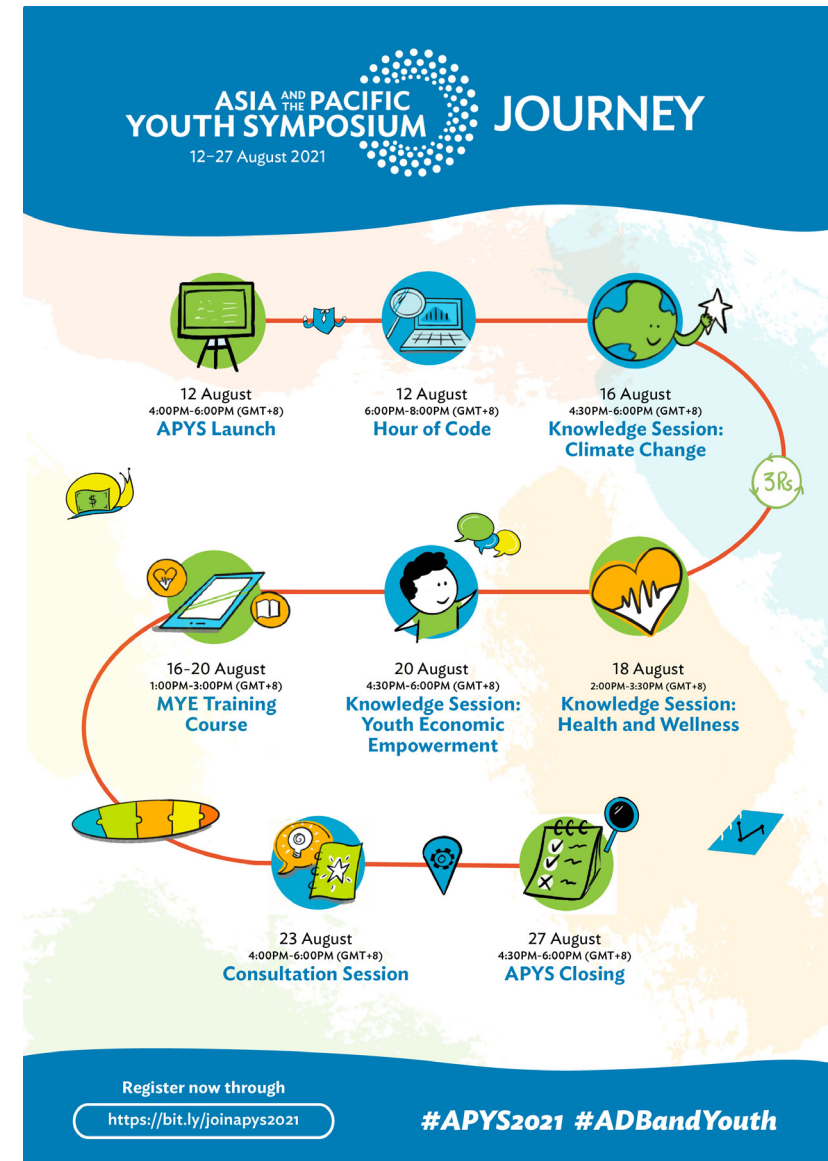 ASIA AND THE PACIFIC
YOUTH SYMPOSIUM
12–27 August 2021
JOURNEY
12 August
4:00PM-6:00PM (GMT+8)
APYS Launch
12 August
6:00PM-8:00PM (GMT+8)
Hour of Code
16 August
4:30PM-6:00PM (GMT+8)
Knowledge Session:
Climate Change
3Rs
$
16-20 August
1:00PM-3:00PM (GMT+8)
MYE Training
Course
20 August
4:30PM-6:00PM (GMT+8)
Knowledge Session:
Youth Economic
Empowerment
18 August
2:00PM-3:30PM (GMT+8)
Knowledge Session:
Health and Wellness
23 August
4:00PM-6:00PM (GMT+8)
Consultation Session
27 August
4:30PM-6:00PM (GMT+8)
APYS Closing
Register now through
https://bit.ly/joinapys2021
#APYS2021 #ADBandYouth